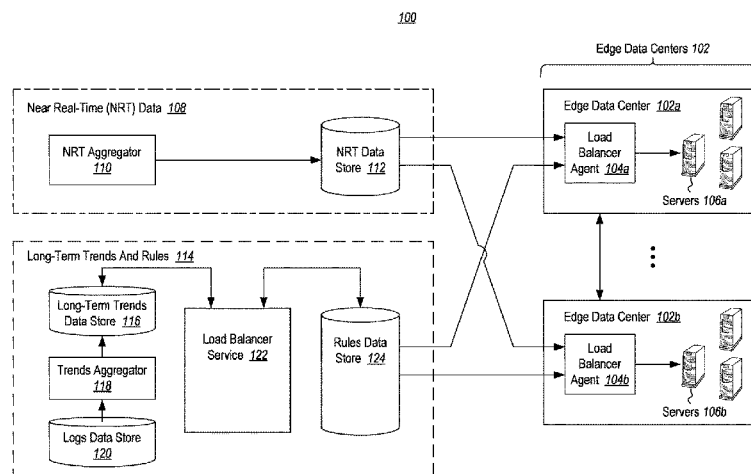 100
Edge Data Centers 102
Near Real-Time (NRT) Data 108
NRT Aggregator
110
NRT Data
Store 112
Edge Data Center 102a
Load
Balancer
Agent 104a
Servers 106a
Long-Term Trends And Rules 114
Long-Term Trends
Data Store 116
Trends Aggregator
118
Logs Data Store
120
Load Balancer
Service 122
Rules Data
Store 124
Edge Data Center 102b
Load
Balancer
Agent 104b
Servers 106b